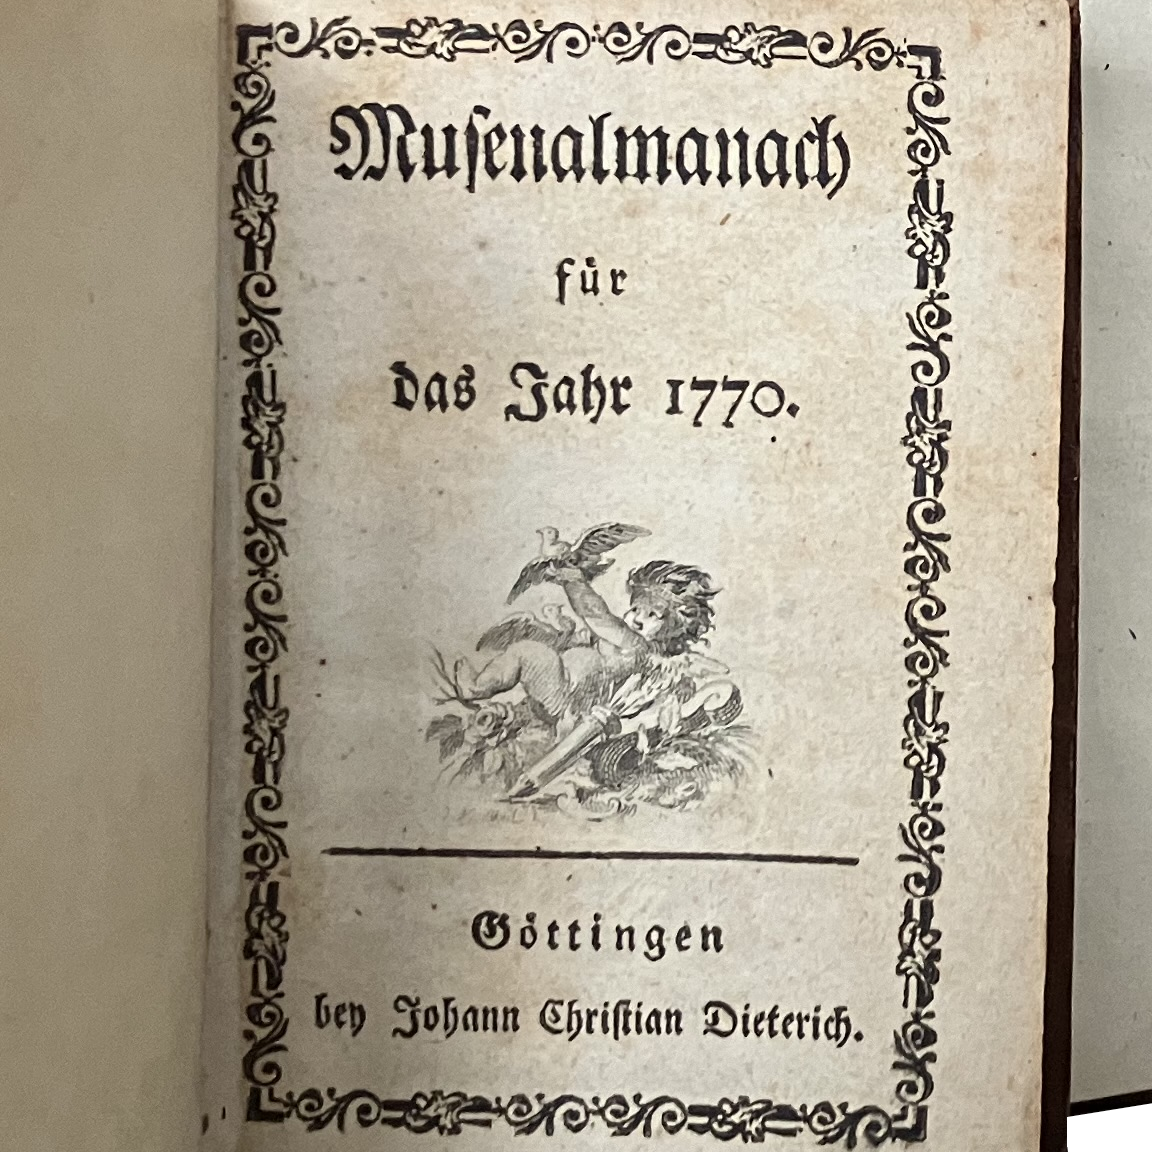 Muſenalmanach
für
das Jahr 1770.
Göttingen
bey Johann Chriſtian Dieterich.